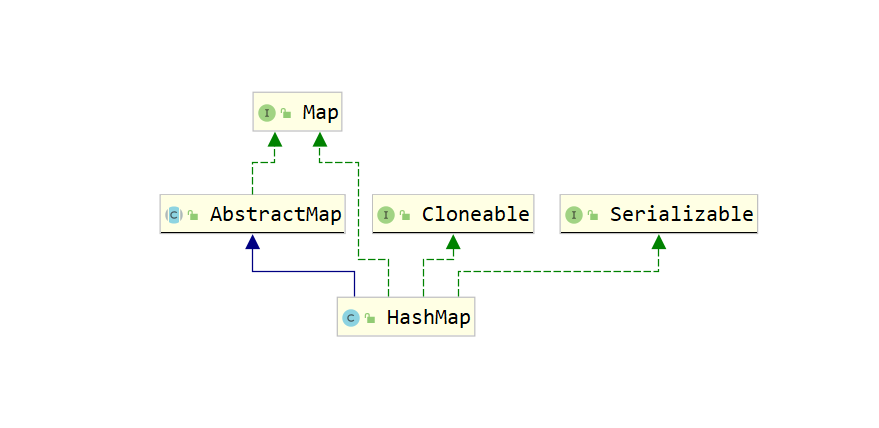 I Map
C AbstractMap
I Cloneable
I Serializable
C HashMap